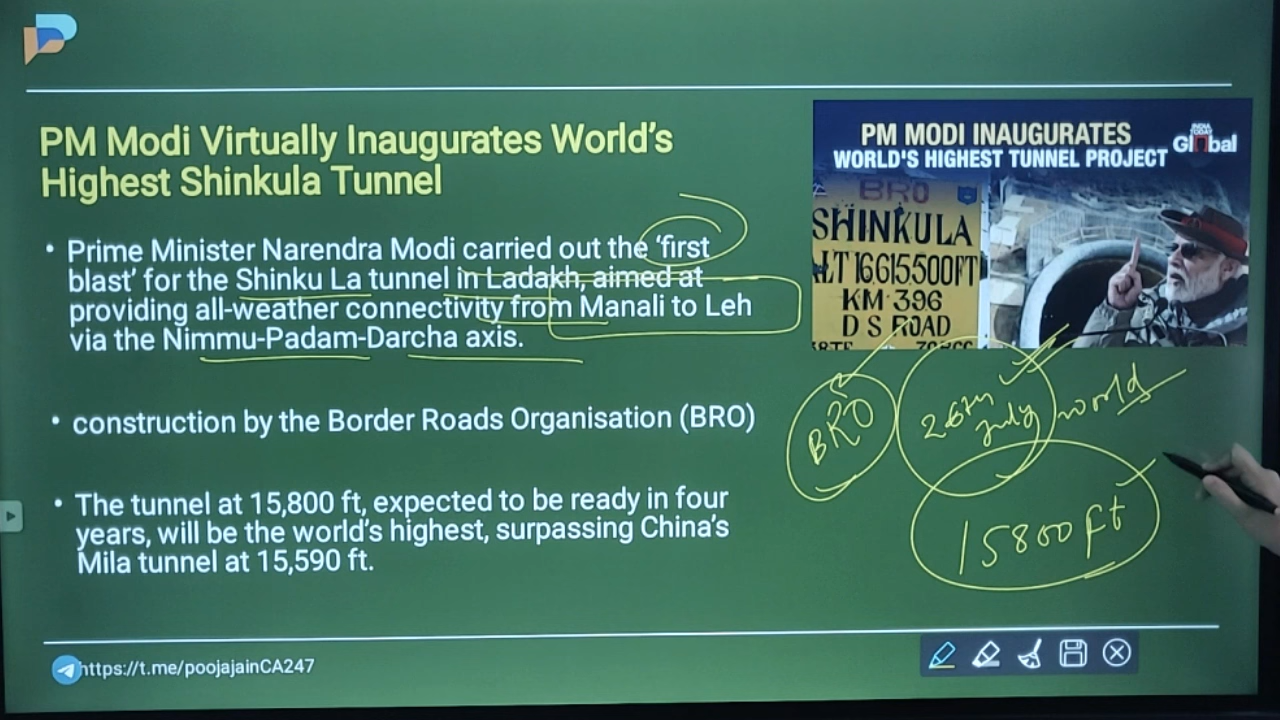 PM Modi Virtually Inaugurates World's
Highest Shinkula Tunnel
• Prime Minister Narendra Modi carried out the 'first
blast' for the Shinku La tunnel in Ladakh, aimed at
providing all-weather connectivity from Manali to Leh
via the Nimmu-Padam-Darcha axis.
• construction by the Border Roads Organisation (BRO)
• The tunnel at 15,800 ft, expected to be ready in four
years, will be the world's highest, surpassing China's
Mila tunnel at 15,590 ft.
https://t.me/poojajainCA247
PM MODI INAUGURATES
WORLD'S HIGHEST TUNNEL PROJECT
INDIA
TODAY
Global
BRO
SHINKULA
ALT 16615.500FT
KM 396
D S ROAD
BRO
26th
July
world
15800 ft